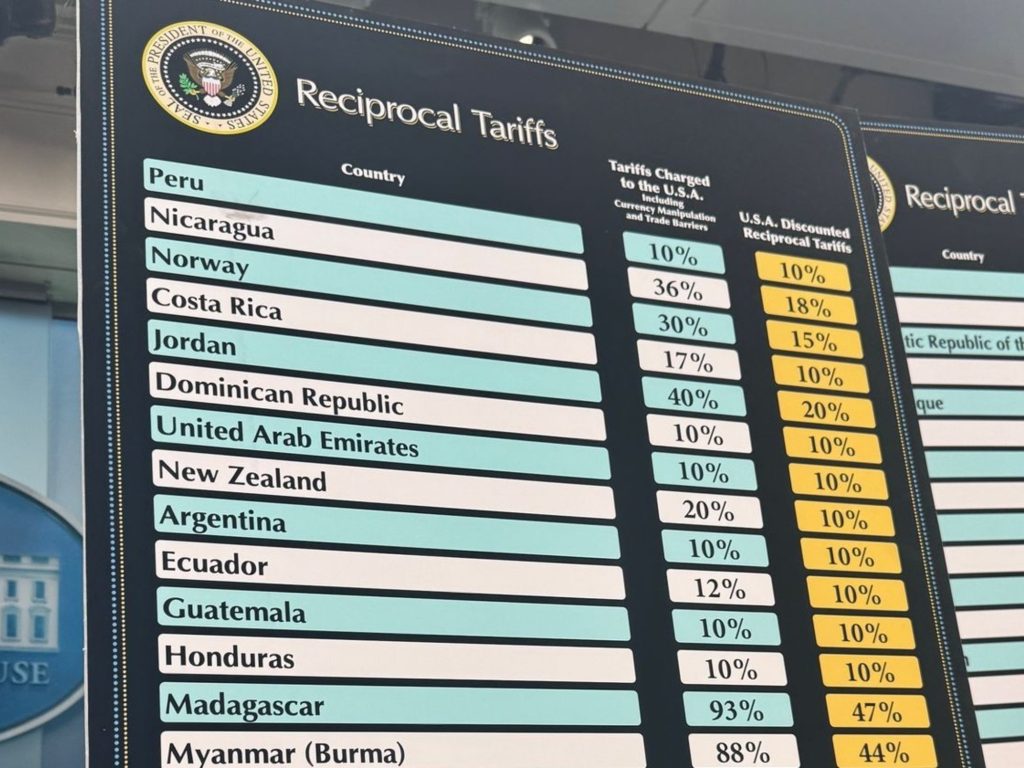 SEAL OF THE PRESIDENT OF THE UNITED STATES
Reciprocal Tariffs
Country
Tariffs Charged
to the U.S.A.
Including
Currency Manipulation
and Trade Barriers
U.S.A. Discounted
Reciprocal Tariffs
Peru 10% 10%
Nicaragua 36% 18%
Norway 30% 15%
Costa Rica 17% 10%
Jordan 40% 20%
Dominican Republic 10% 10%
United Arab Emirates 10% 10%
New Zealand 20% 10%
Argentina 10% 10%
Ecuador 12% 10%
Guatemala 10% 10%
Honduras 10% 10%
Madagascar 93% 47%
Myanmar (Burma) 88% 44%
UNITED
Reciprocal
Country
tic Republic of th
que
USE